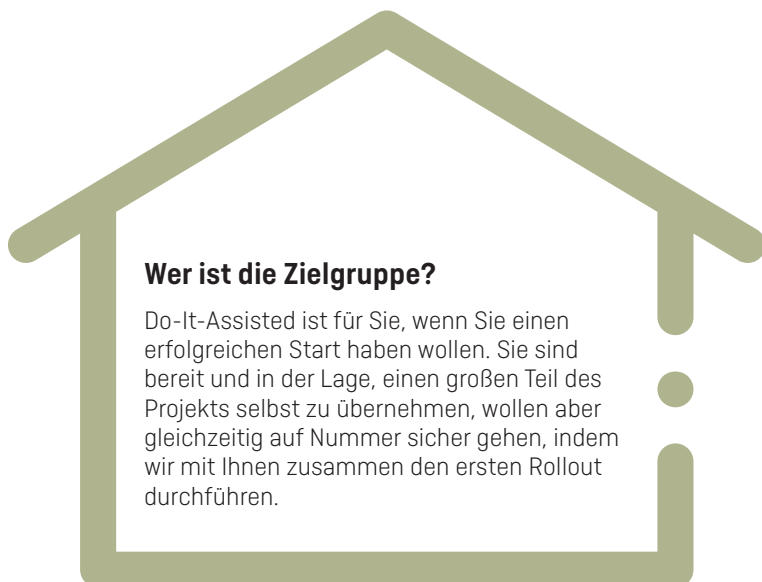 Wer ist die Zielgruppe?
Do-It-Assisted ist für Sie, wenn Sie einen
erfolgreichen Start haben wollen. Sie sind
bereit und in der Lage, einen großen Teil des
Projekts selbst zu übernehmen, wollen aber
gleichzeitig auf Nummer sicher gehen, indem
wir mit Ihnen zusammen den ersten Rollout
durchführen.